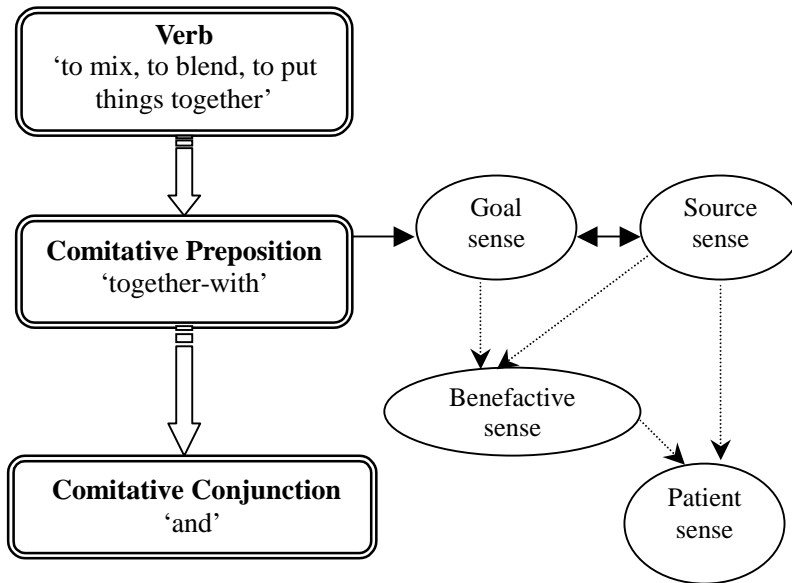 Verb
‘to mix, to blend, to put
things together’
Goal
sense
Source
sense
Comitative Preposition
‘together-with’
Benefactive
sense
Comitative Conjunction
‘and’
Patient
sense